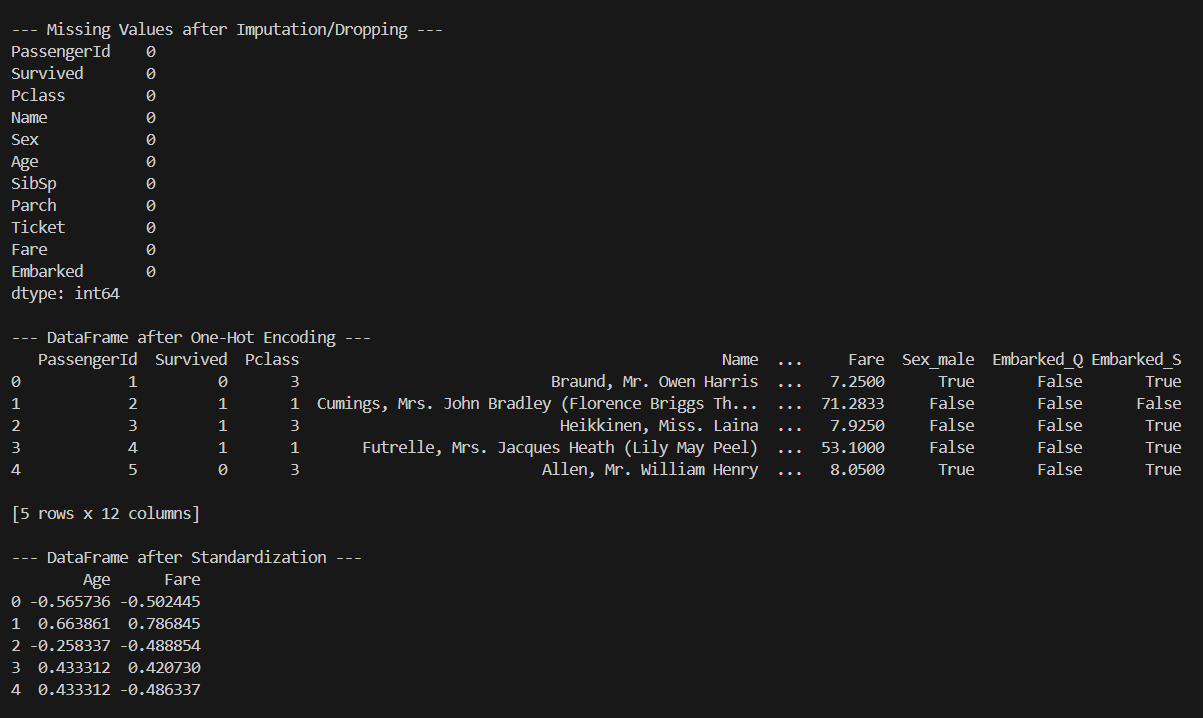 --- Missing Values after Imputation/Dropping ---
PassengerId    0
Survived       0
Pclass         0
Name           0
Sex            0
Age            0
SibSp          0
Parch          0
Ticket         0
Fare           0
Embarked       0
dtype: int64
--- DataFrame after One-Hot Encoding ---
   PassengerId  Survived  Pclass                                               Name  ...     Fare  Sex_male  Embarked_Q Embarked_S
0            1         0       3                            Braund, Mr. Owen Harris  ...   7.2500      True       False       True
1            2         1       1  Cumings, Mrs. John Bradley (Florence Briggs Th...  ...  71.2833     False       False      False
2            3         1       3                             Heikkinen, Miss. Laina  ...   7.9250     False       False       True
3            4         1       1       Futrelle, Mrs. Jacques Heath (Lily May Peel)  ...  53.1000     False       False       True
4            5         0       3                           Allen, Mr. William Henry  ...   8.0500      True       False       True
[5 rows x 12 columns]
--- DataFrame after Standardization ---
        Age      Fare
0 -0.565736 -0.502445
1  0.663861  0.786845
2 -0.258337 -0.488854
3  0.433312  0.420730
4  0.433312 -0.486337